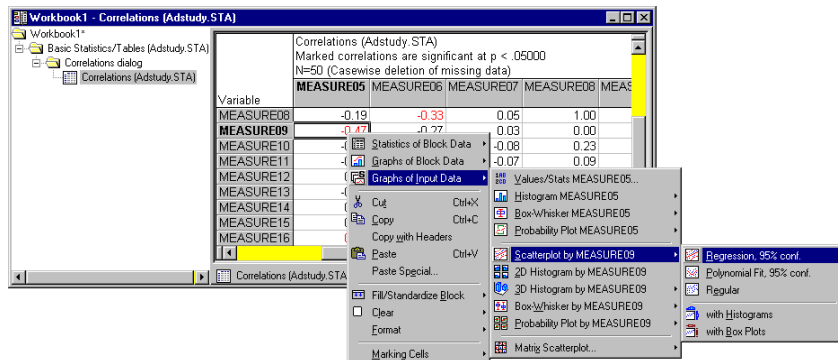 Workbook1 - Correlations (Adstudy.STA)
Workbook1*
Basic Statistics/Tables (Adstudy.STA)
Correlations dialog
Correlations (Adstudy.STA)
Correlations (Adstudy.STA)
Marked correlations are significant at p < .05000
N=50 (Casewise deletion of missing data)
Variable MEASURE05 MEASURE06 MEASURE07 MEASURE08 MEAS
MEASURE08 -0.19 -0.33 0.05 1.00
MEASURE09 -0.47 -0.27 0.03 0.00
MEASURE10 -0.08 0.23
MEASURE11 -0.07 0.09
MEASURE12
MEASURE13
MEASURE14
MEASURE15
MEASURE16
Correlations (Adstudy.STA
Statistics of Block Data
Graphs of Block Data
Graphs of Input Data
Cut Ctrl+X
Copy Ctrl+C
Copy with Headers
Paste Ctrl+V
Paste Special...
Fill/Standardize Block
Clear
Format
Marking Cells
Values/Stats MEASURE05...
Histogram MEASURE05
Box-Whisker MEASURE05
Probability Plot MEASURE05
Scatterplot by MEASURE09
2D Histogram by MEASURE09
3D Histogram by MEASURE09
Box-Whisker by MEASURE09
Probability Plot by MEASURE09
Matrix Scatterplot...
Regression, 95% conf.
Polynomial Fit, 95% conf.
Regular
with Histograms
with Box Plots